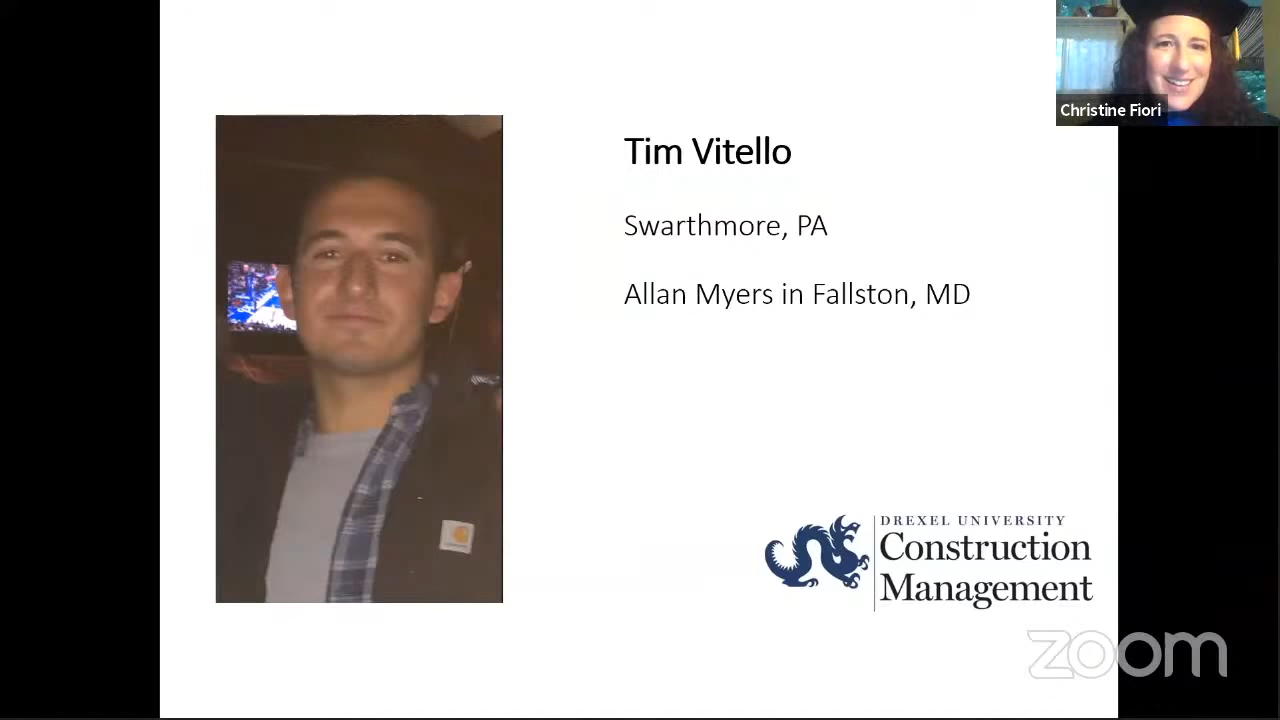 Christine Fiori
Tim Vitello
Swarthmore, PA
Allan Myers in Fallston, MD
DREXEL UNIVERSITY
Construction
Management
zoom